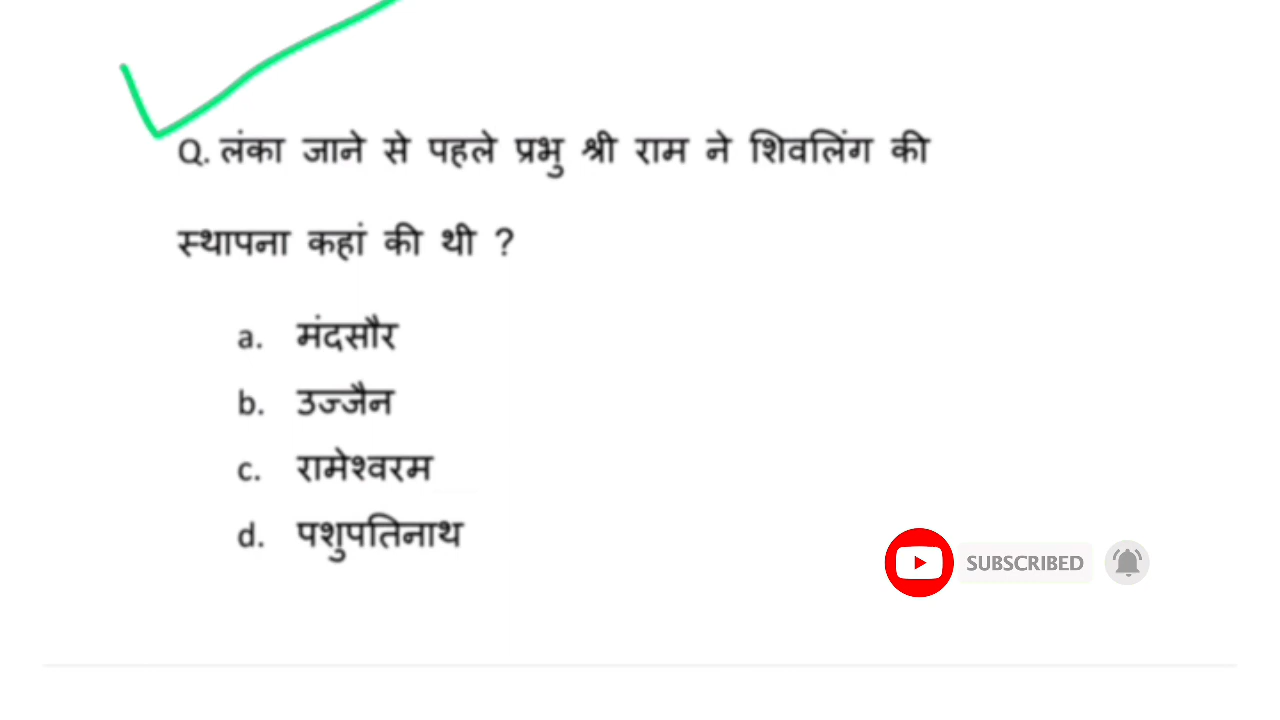 Q. लंका जाने से पहले प्रभु श्री राम ने शिवलिंग की
स्थापना कहां की थी ?
a. मंदसौर
b. उज्जैन
c. रामेश्वरम
d. पशुपतिनाथ
SUBSCRIBED